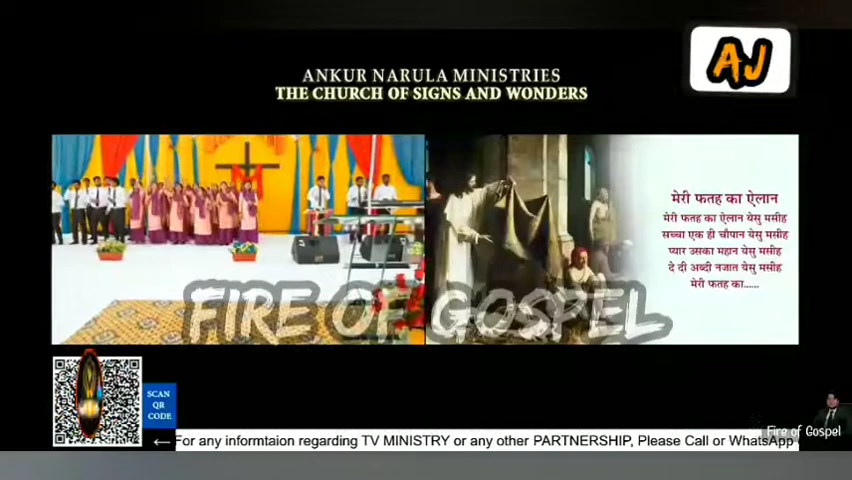 ANKUR NARULA MINISTRIES
THE CHURCH OF SIGNS AND WONDERS
AJ
मेरी फतह का ऐलान
मेरी फतह का ऐलान येसु मसीह
सच्चा एक ही चौपान येसु मसीह
प्यार उसका महान येसु मसीह
दे दी अब्दी नजात येसु मसीह
मेरी फतह का......
FIRE OF GOSPEL
SCAN
QR
CODE
For any informtaion regarding TV MINISTRY or any other PARTNERSHIP, Please Call or WhatsApp
Fire of Gospel